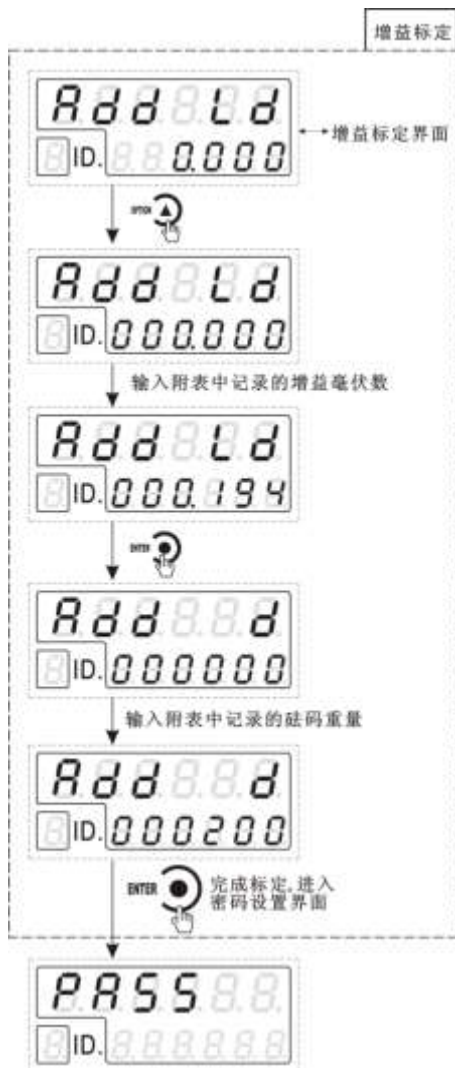 增益标定
Add Ld
ID. 0.000
增益标定界面
OPTION
Add Ld
ID. 000.000
输入附表中记录的增益毫伏数
Add Ld
ID. 000.194
ENTER
Add d
ID. 000000
输入附表中记录的砝码重量
Add d
ID. 000200
ENTER
完成标定,进入
密码设置界面
PASS
ID.